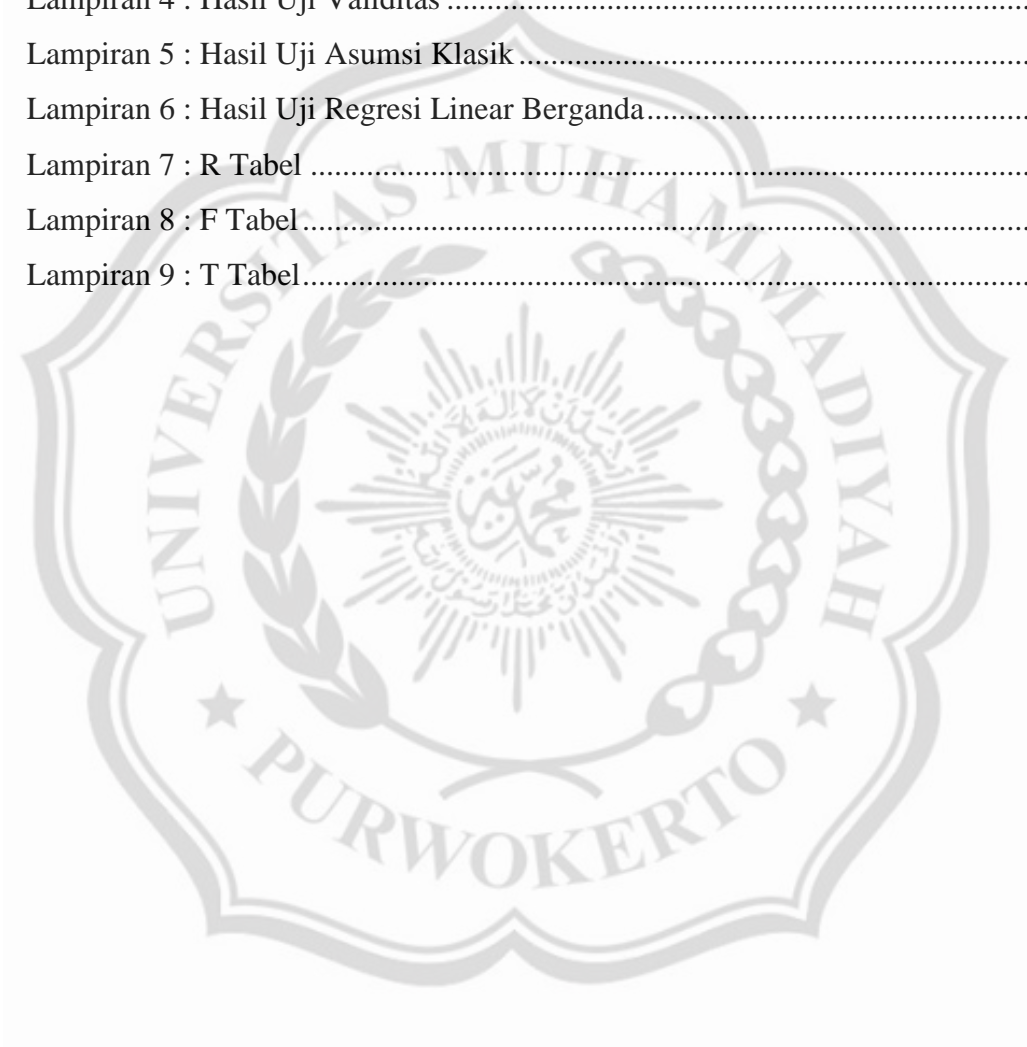 Lampiran 4 : Hasil Uji Validitas ........................................................................
Lampiran 5 : Hasil Uji Asumsi Klasik ...............................................................
Lampiran 6 : Hasil Uji Regresi Linear Berganda...............................................
Lampiran 7 : R Tabel .........................................................................................
Lampiran 8 : F Tabel..........................................................................................
Lampiran 9 : T Tabel..........................................................................................
UNIVERSITAS MUHAMMADIYAH
PURWOKERTO